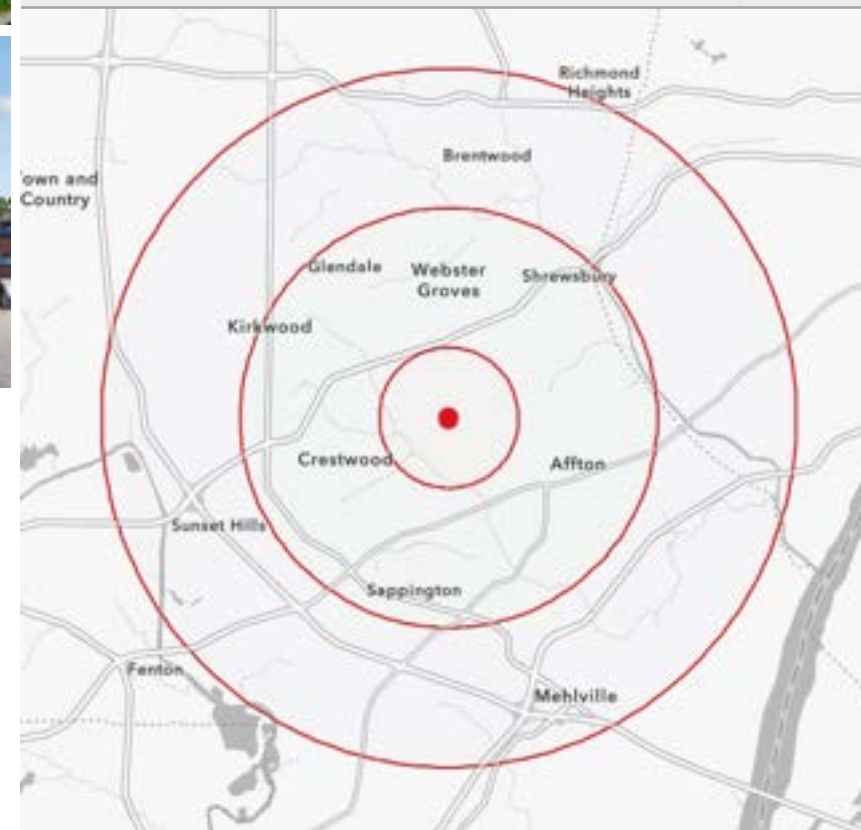 Richmond
Heights
Brentwood
own and
Country
Glendale
Webster
Groves
Shrewsbury
Kirkwood
Crestwood
Affton
Sunset Hills
Sappington
Fenton
Mehlville